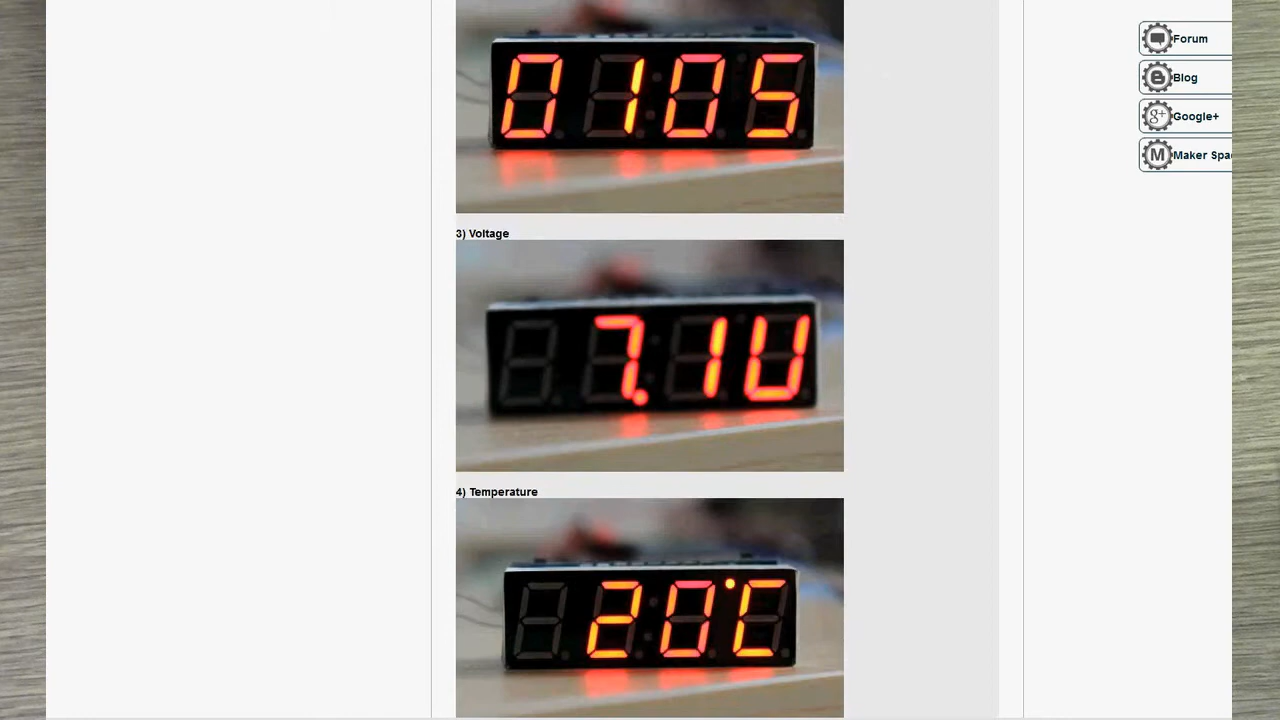 0105
3) Voltage
7.1U
4) Temperature
20°C
Forum
Blog
g+ Google+
M Maker Spa